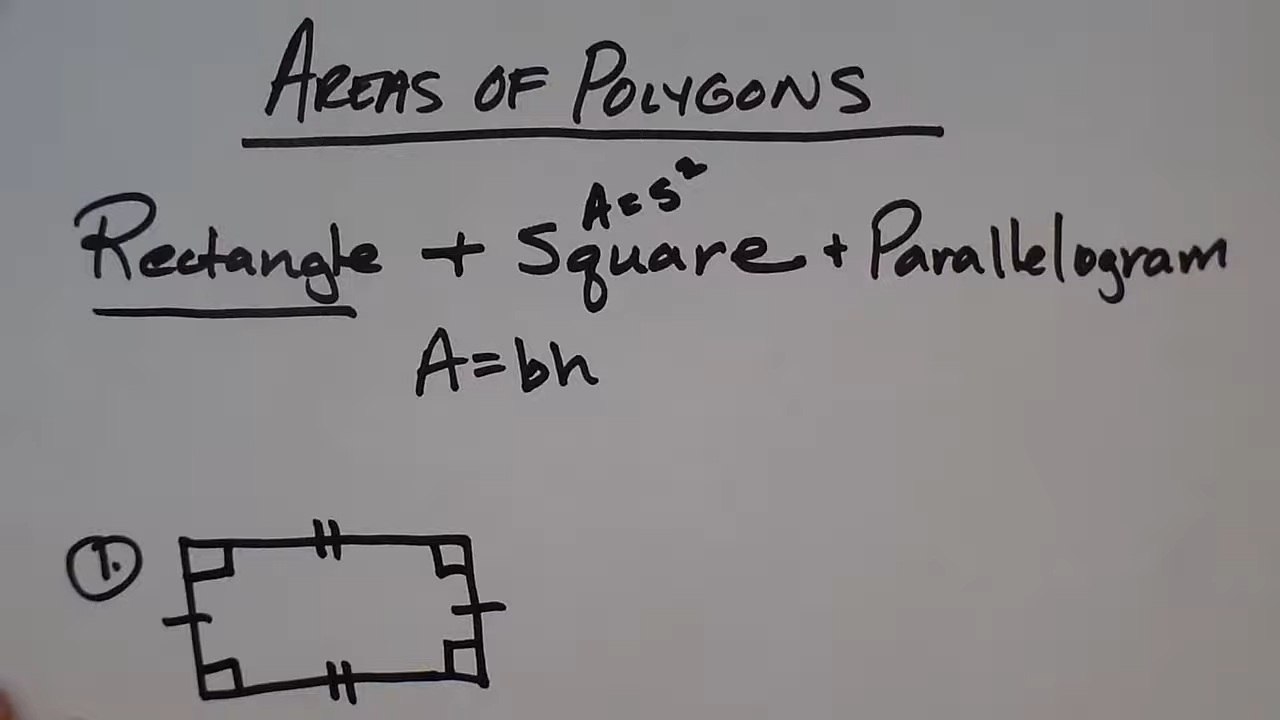 AREAS OF POLYGONS
A=s²
Rectangle + Square + Parallelogram
A=bh
1.